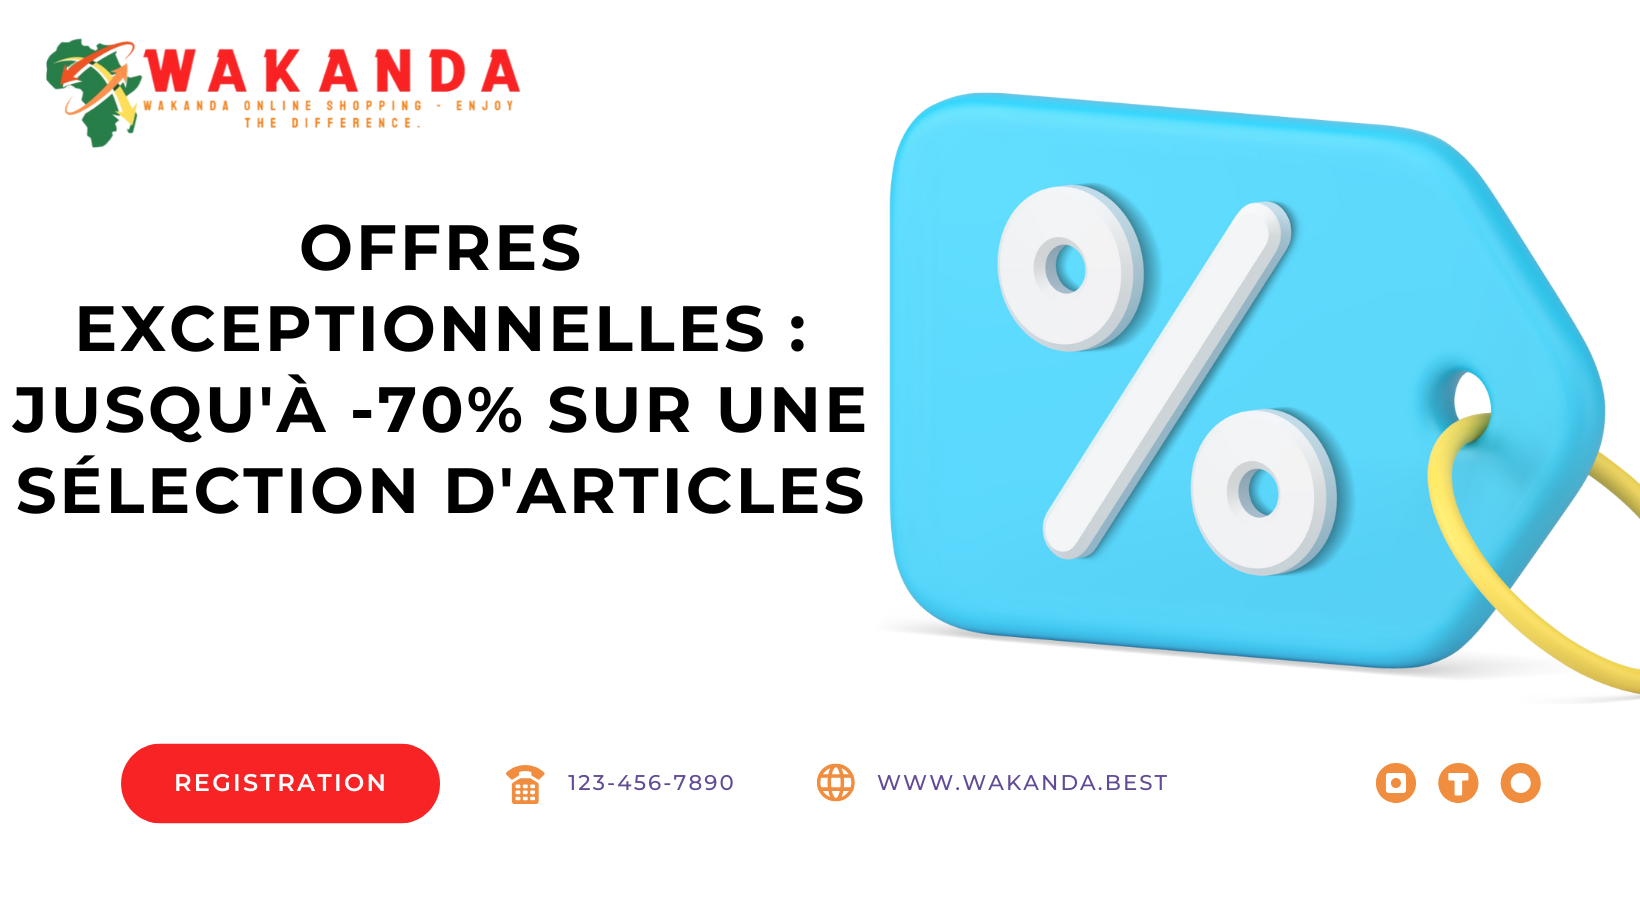 WAKANDA
WAKANDA ONLINE SHOPPING - ENJOY
THE DIFFERENCE.
OFFRES
EXCEPTIONNELLES :
JUSQU'À -70% SUR UNE
SÉLECTION D'ARTICLES
%
REGISTRATION
123-456-7890
WWW.WAKANDA.BEST